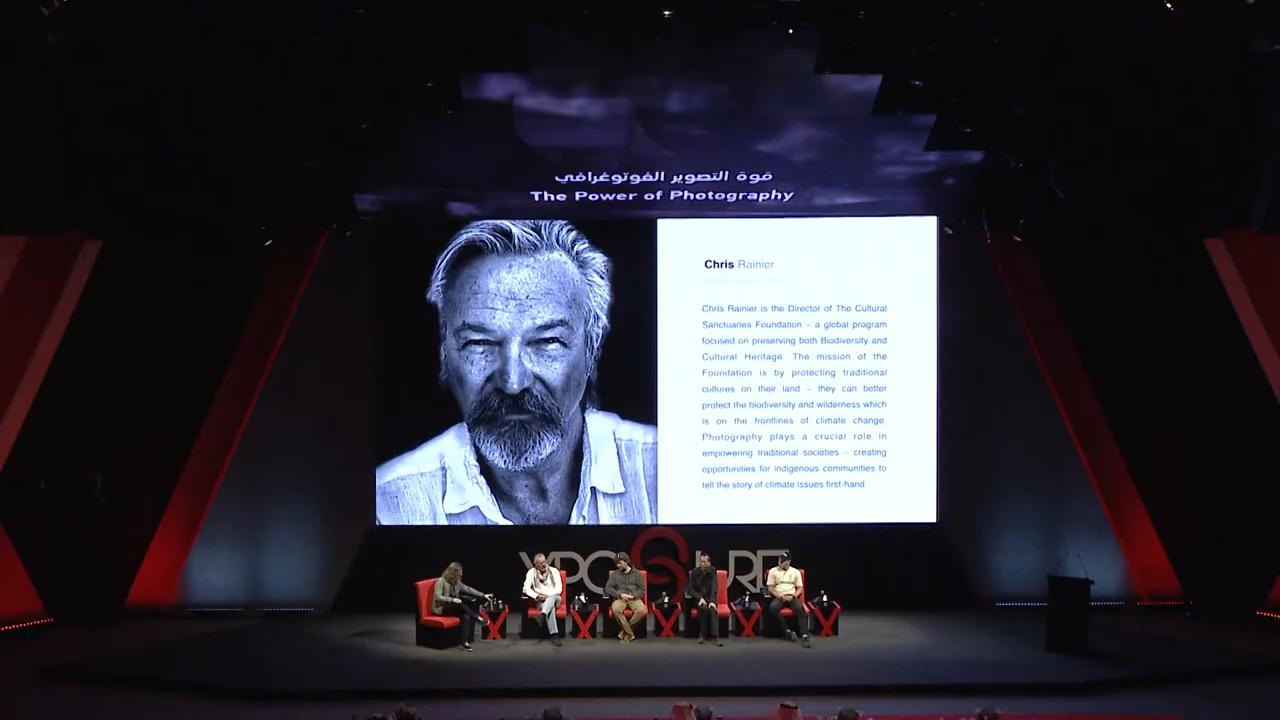 قوة التصوير الفوتوغرافي
The Power of Photography
Chris Rainier
Chris Rainier is the Director of The Cultural
Sanctuaries Foundation – a global program
focused on preserving both Biodiversity and
Cultural Heritage. The mission of the
Foundation is by protecting traditional
cultures on their land – they can better
protect the biodiversity and wilderness which
is on the frontlines of climate change.
Photography plays a crucial role in
empowering traditional societies – creating
opportunities for indigenous communities to
tell the story of climate issues first-hand